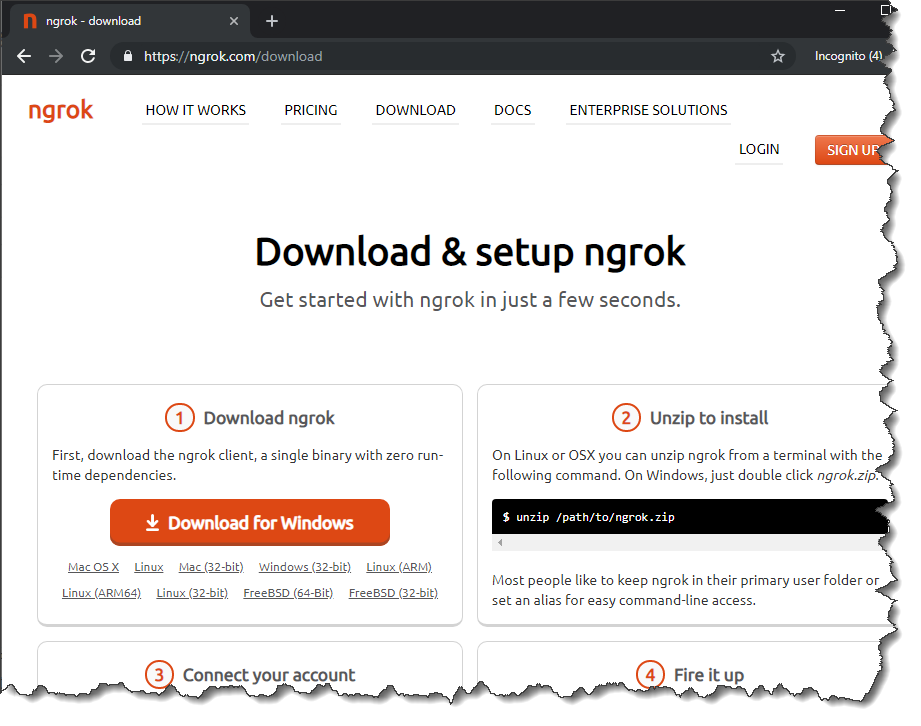 ngrok - download
https://ngrok.com/download
Incognito (4)
ngrok
HOW IT WORKS
PRICING
DOWNLOAD
DOCS
ENTERPRISE SOLUTIONS
LOGIN
SIGN UP
Download & setup ngrok
Get started with ngrok in just a few seconds.
1 Download ngrok
First, download the ngrok client, a single binary with zero run-
time dependencies.
Download for Windows
Mac OS X Linux Mac (32-bit) Windows (32-bit) Linux (ARM)
Linux (ARM64) Linux (32-bit) FreeBSD (64-Bit) FreeBSD (32-bit)
2 Unzip to install
On Linux or OSX you can unzip ngrok from a terminal with the
following command. On Windows, just double click ngrok.zip.
$ unzip /path/to/ngrok.zip
Most people like to keep ngrok in their primary user folder or
set an alias for easy command-line access.
3 Connect your account
4 Fire it up